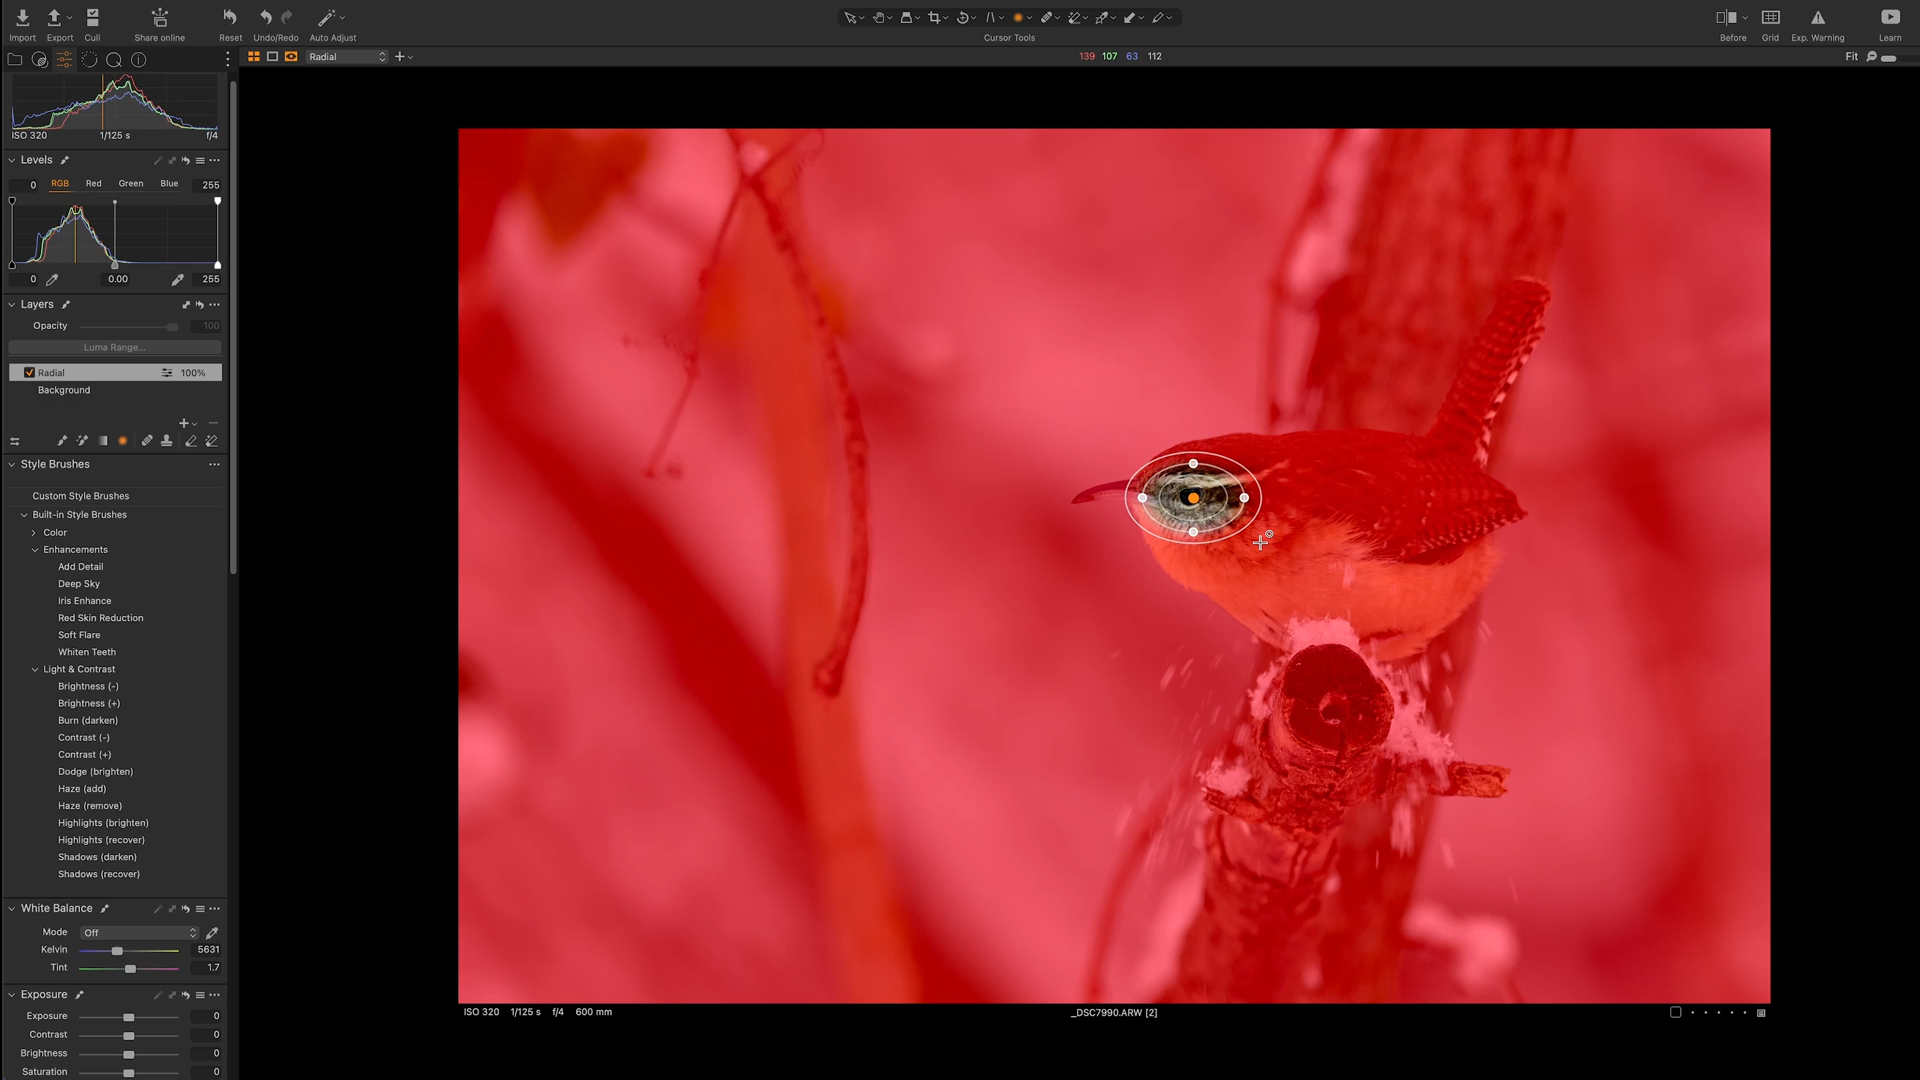 Import Export Cull Share online Reset Undo/Redo Auto Adjust Cursor Tools Before Grid Exp. Warning Learn
Radial 139 107 63 112 Fit
ISO 320 1/125 s f/4
Levels
0 RGB Red Green Blue 255
0 0.00 255
Layers
Opacity 100
Luma Range...
Radial 100%
Background
Style Brushes
Custom Style Brushes
Built-in Style Brushes
Color
Enhancements
Add Detail
Deep Sky
Iris Enhance
Red Skin Reduction
Soft Flare
Whiten Teeth
Light & Contrast
Brightness (-)
Brightness (+)
Burn (darken)
Contrast (-)
Contrast (+)
Dodge (brighten)
Haze (add)
Haze (remove)
Highlights (brighten)
Highlights (recover)
Shadows (darken)
Shadows (recover)
White Balance
Mode Off
Kelvin 5631
Tint 1.7
Exposure
Exposure 0
Contrast 0
Brightness 0
Saturation 0
ISO 320 1/125 s f/4 600 mm _DSC7990.ARW [2]